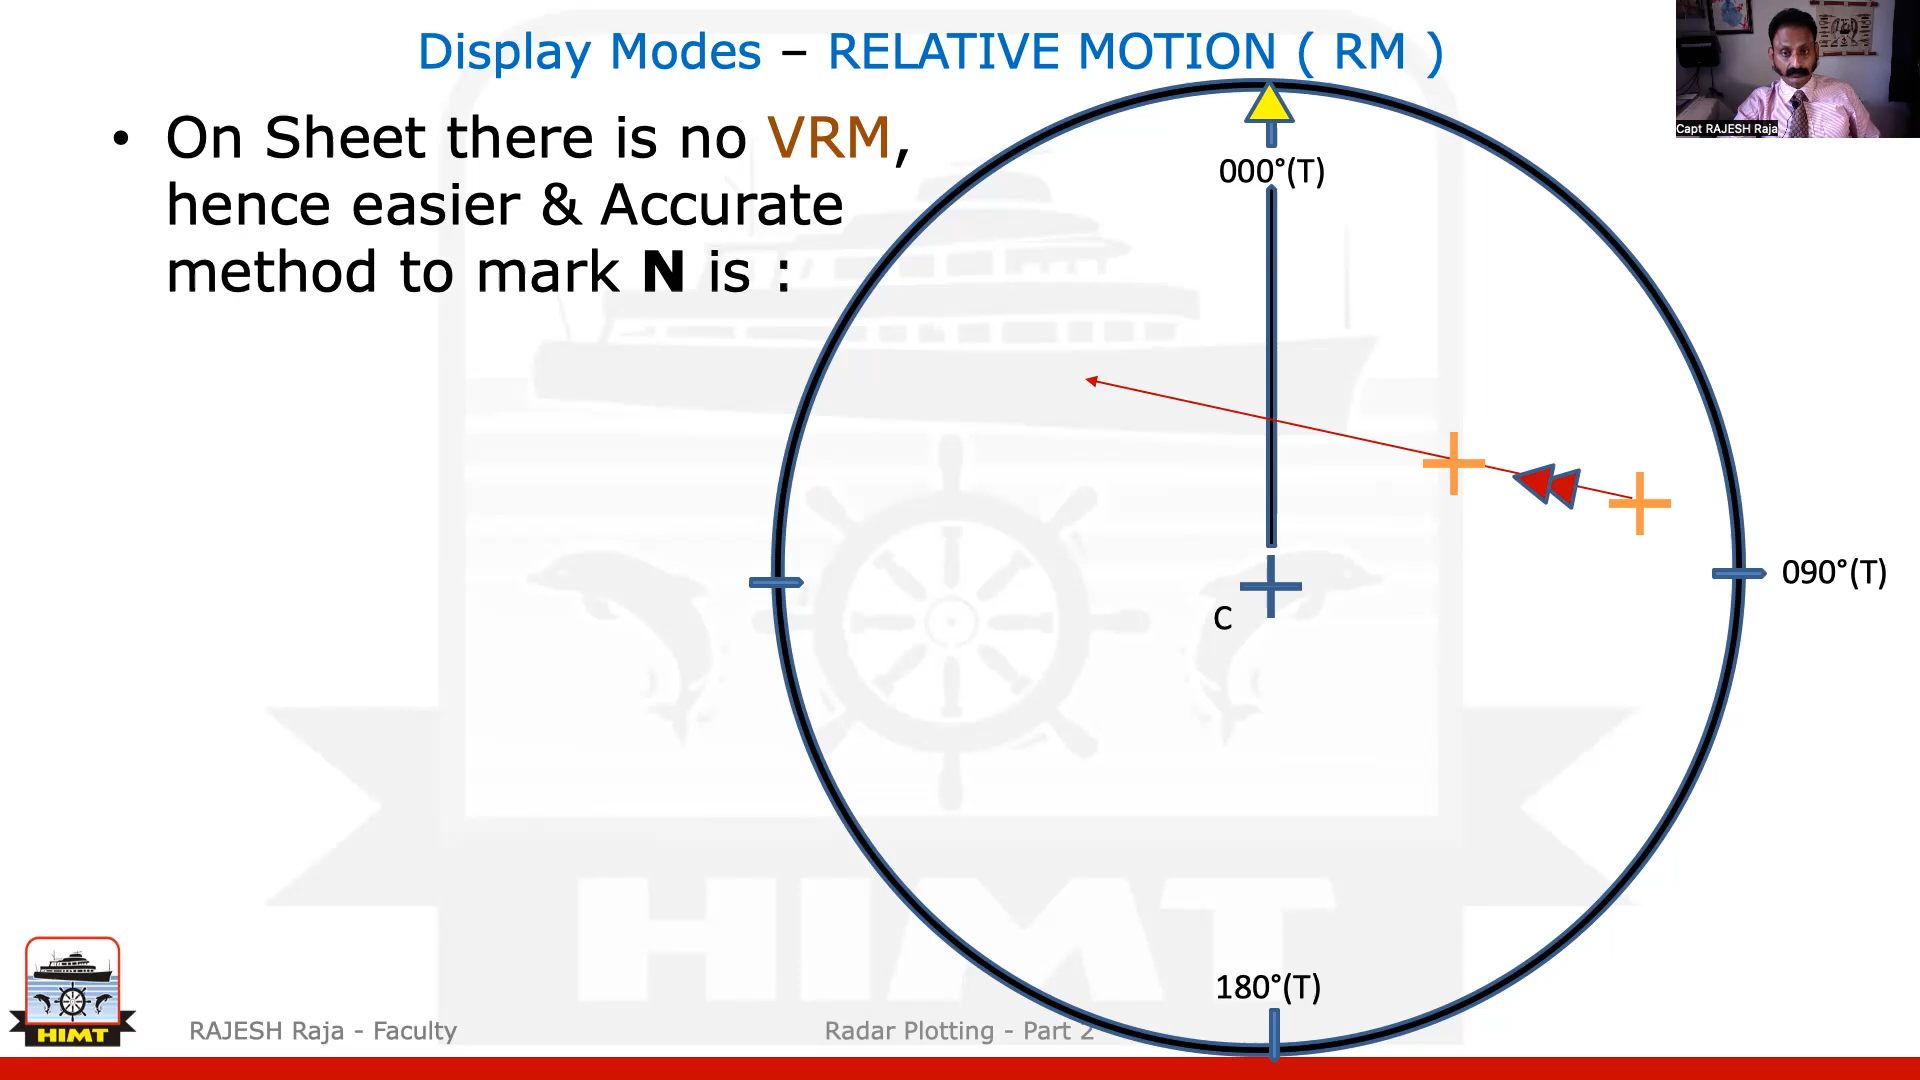 Display Modes – RELATIVE MOTION ( RM )
• On Sheet there is no VRM,
hence easier & Accurate
method to mark N is :
Capt RAJESH Raja
000°(T)
090°(T)
C
180°(T)
HIMT
HIMT
RAJESH Raja - Faculty
Radar Plotting - Part 2